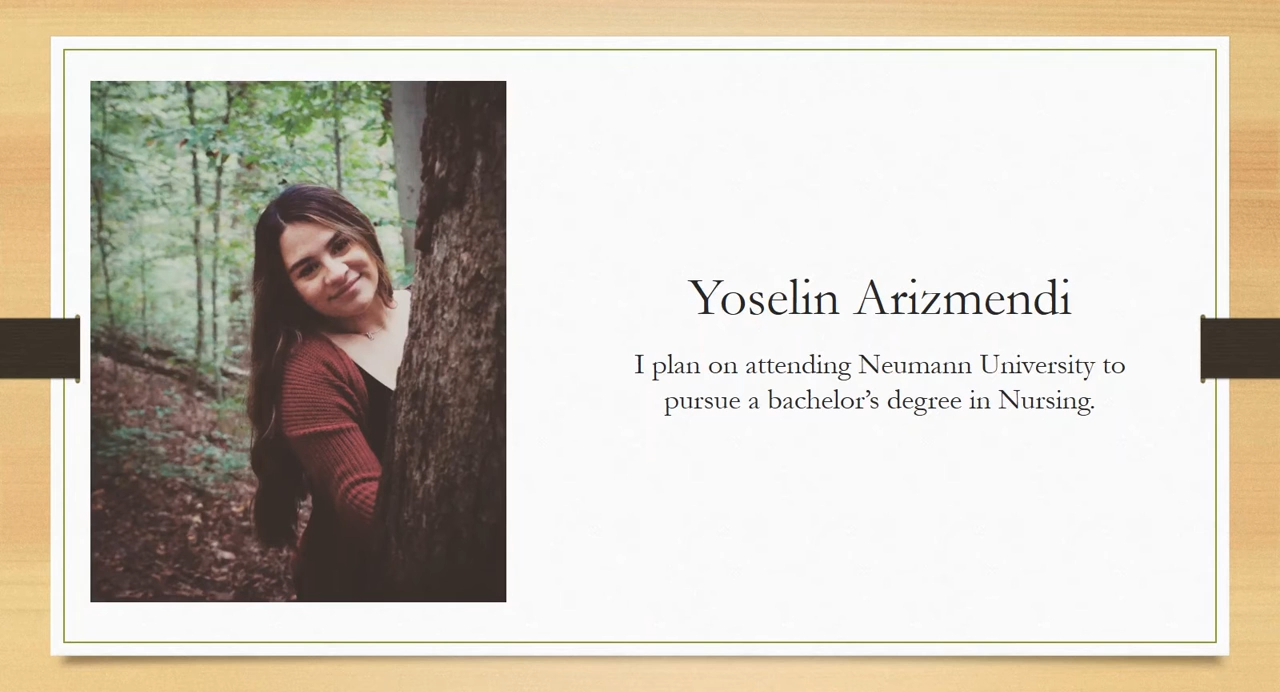 Yoselin Arizmendi
I plan on attending Neumann University to
pursue a bachelor’s degree in Nursing.